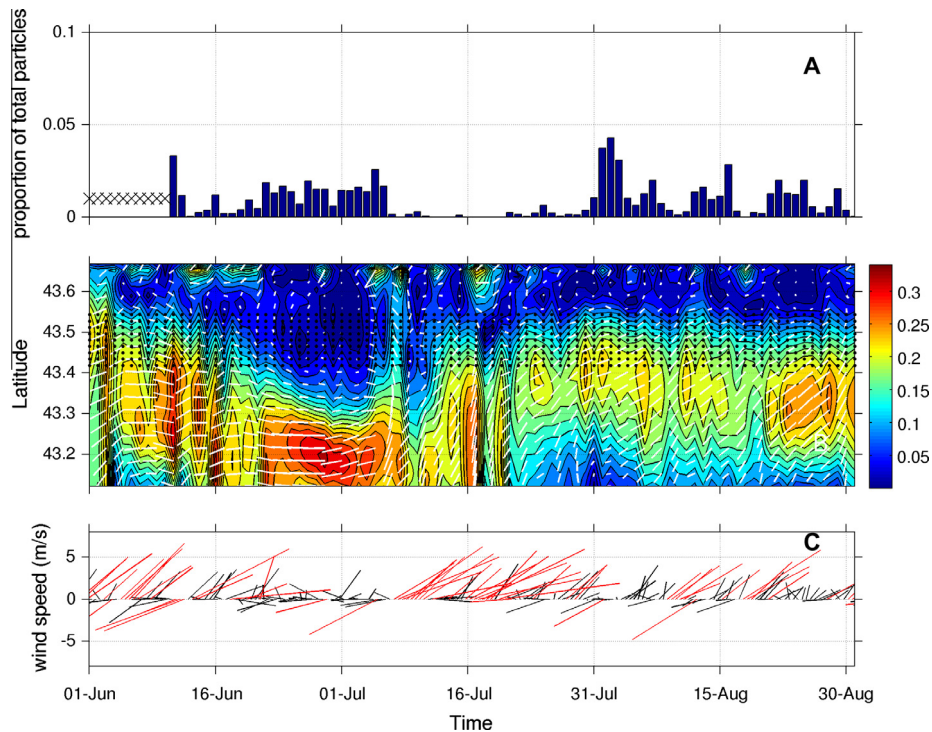 proportion of total particles
0.1
0.05
0
A
Latitude
43.6
43.5
43.4
43.3
43.2
B
0.3
0.25
0.2
0.15
0.1
0.05
wind speed (m/s)
5
0
-5
C
01-Jun 16-Jun 01-Jul 16-Jul 31-Jul 15-Aug 30-Aug
Time